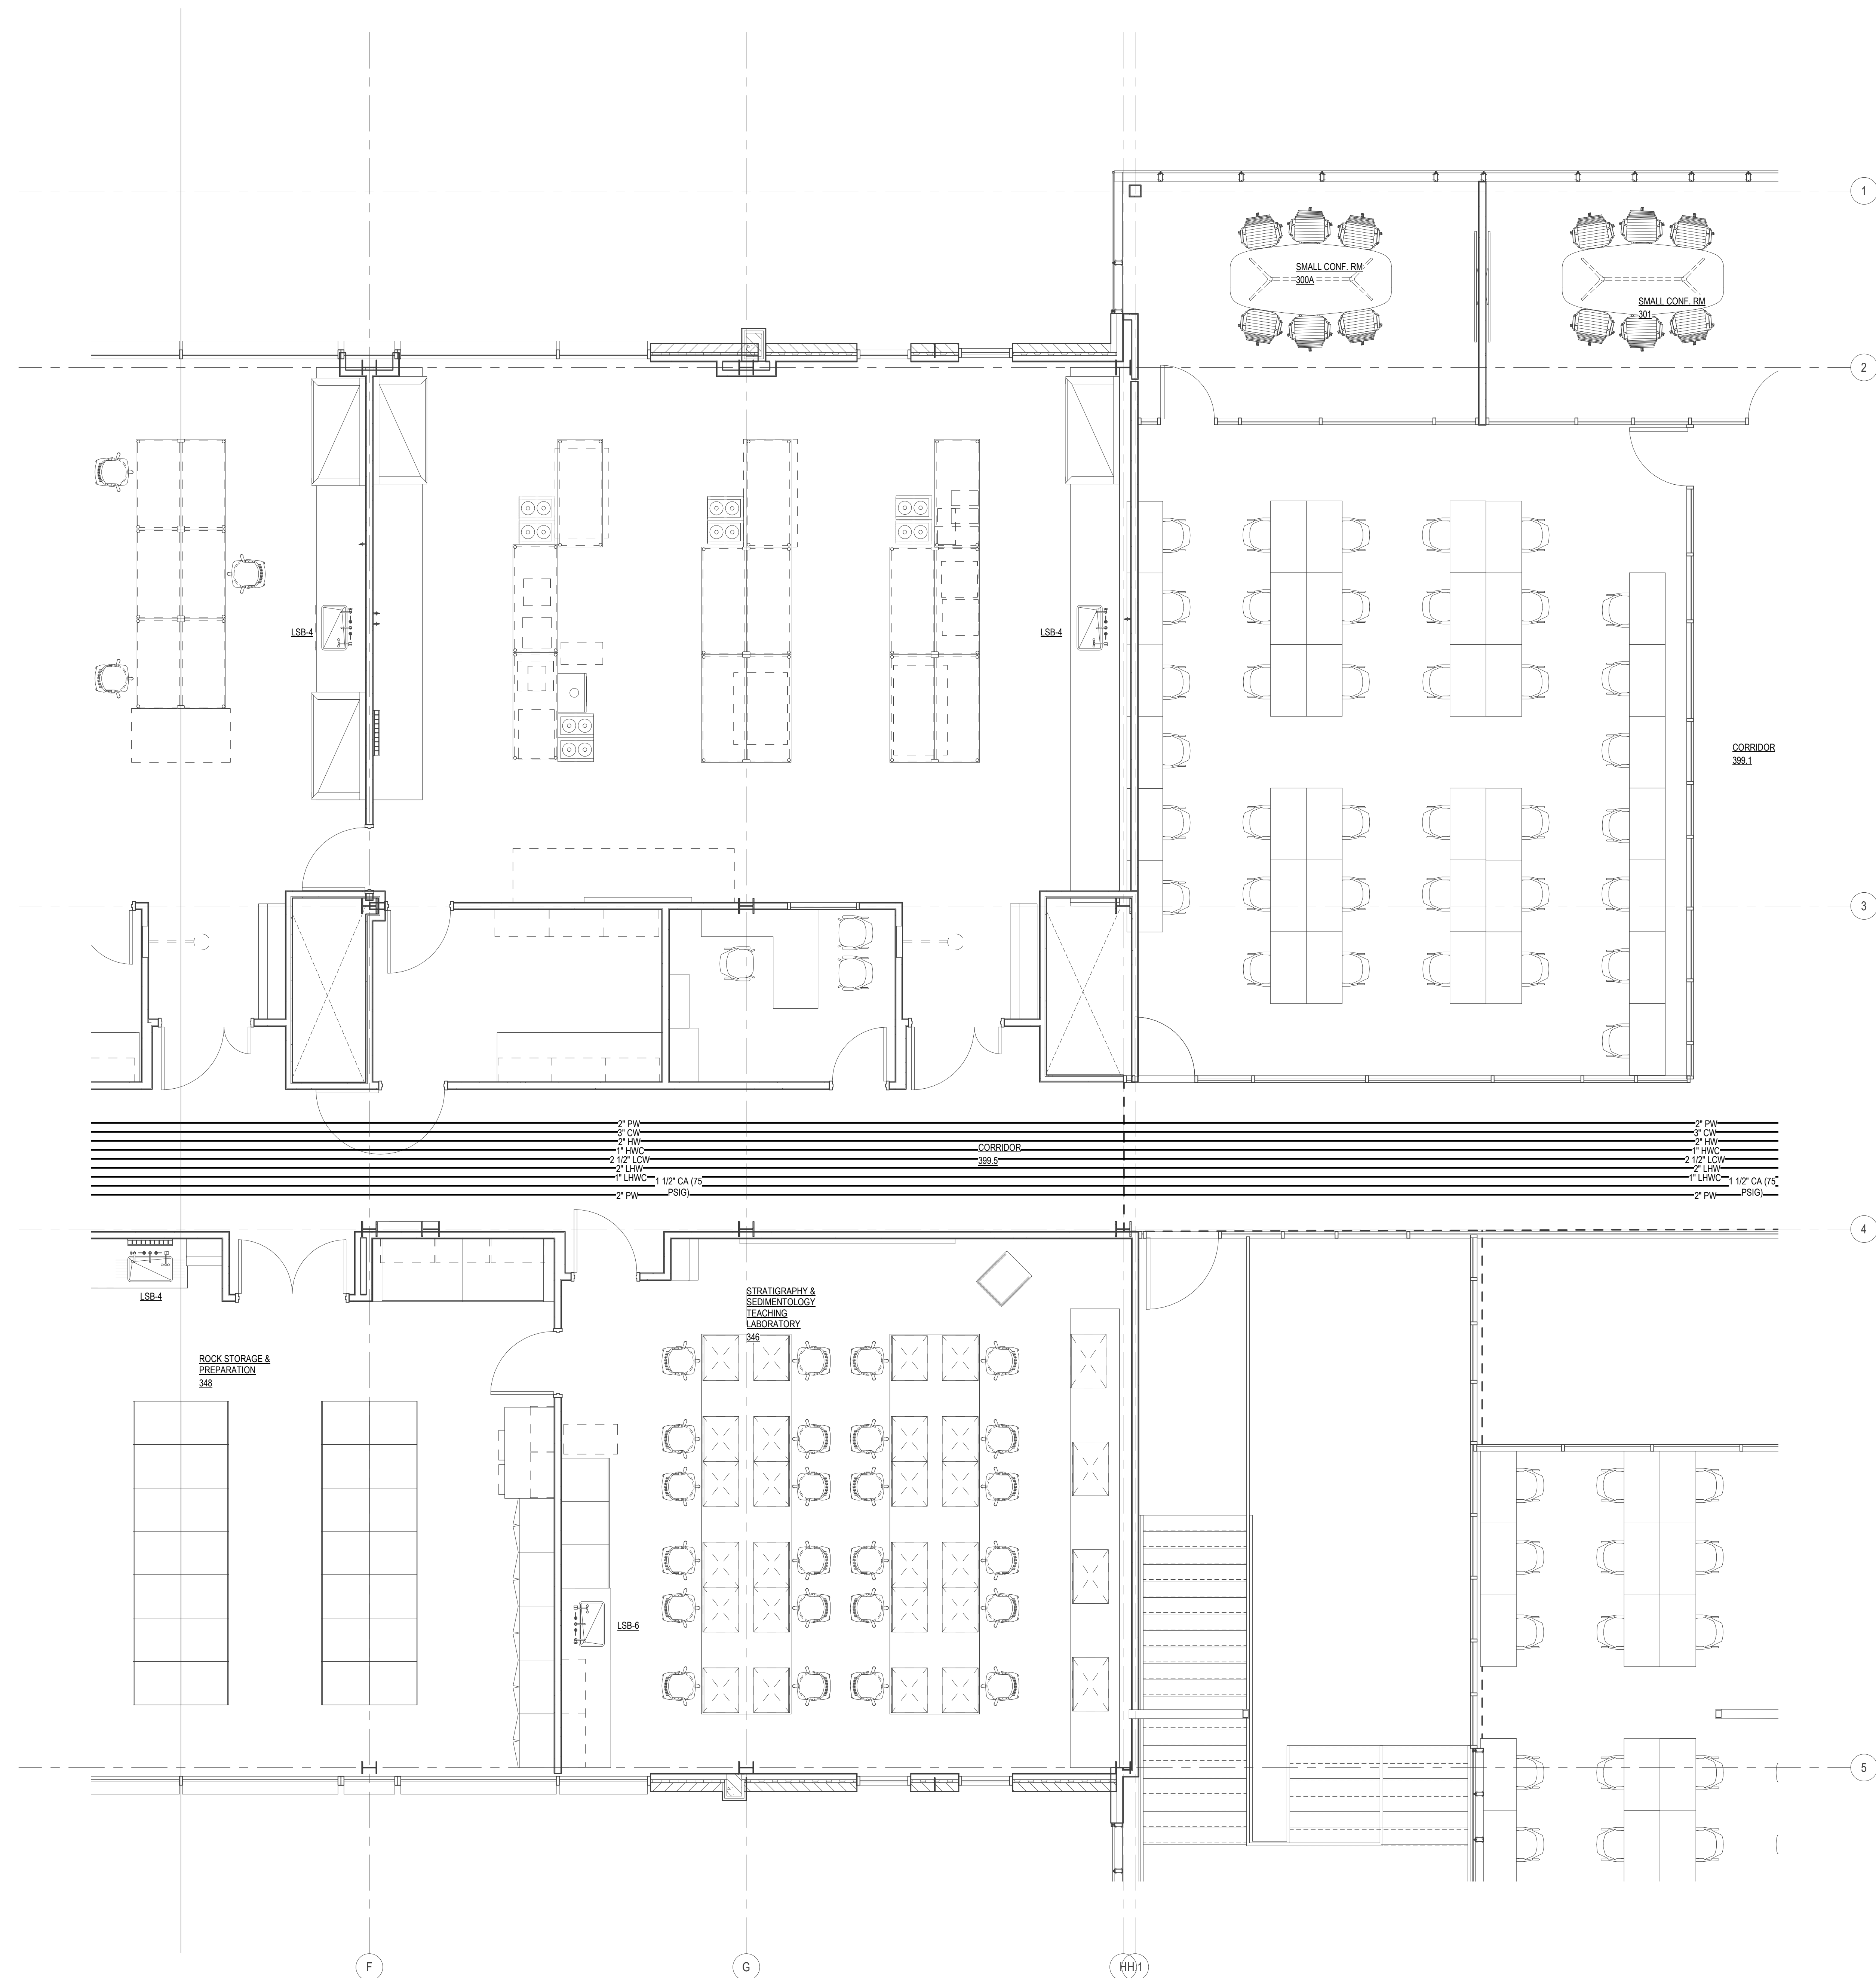 1
SMALL CONF. RM
300A
SMALL CONF. RM
301
2
LSB-4
LSB-4
CORRIDOR
399.1
3
2" PW
3" CW
2" HW
1" HWC
2 1/2" LCW
2" LHW
1" LHWC
1 1/2" CA (75
PSIG)
2" PW
CORRIDOR
399.5
2" PW
3" CW
2" HW
1" HWC
2 1/2" LCW
2" LHW
1" LHWC
1 1/2" CA (75
PSIG)
2" PW
4
LSB-4
STRATIGRAPHY &
SEDIMENTOLOGY
TEACHING
LABORATORY
346
ROCK STORAGE &
PREPARATION
348
LSB-6
5
F
G
H
H.1